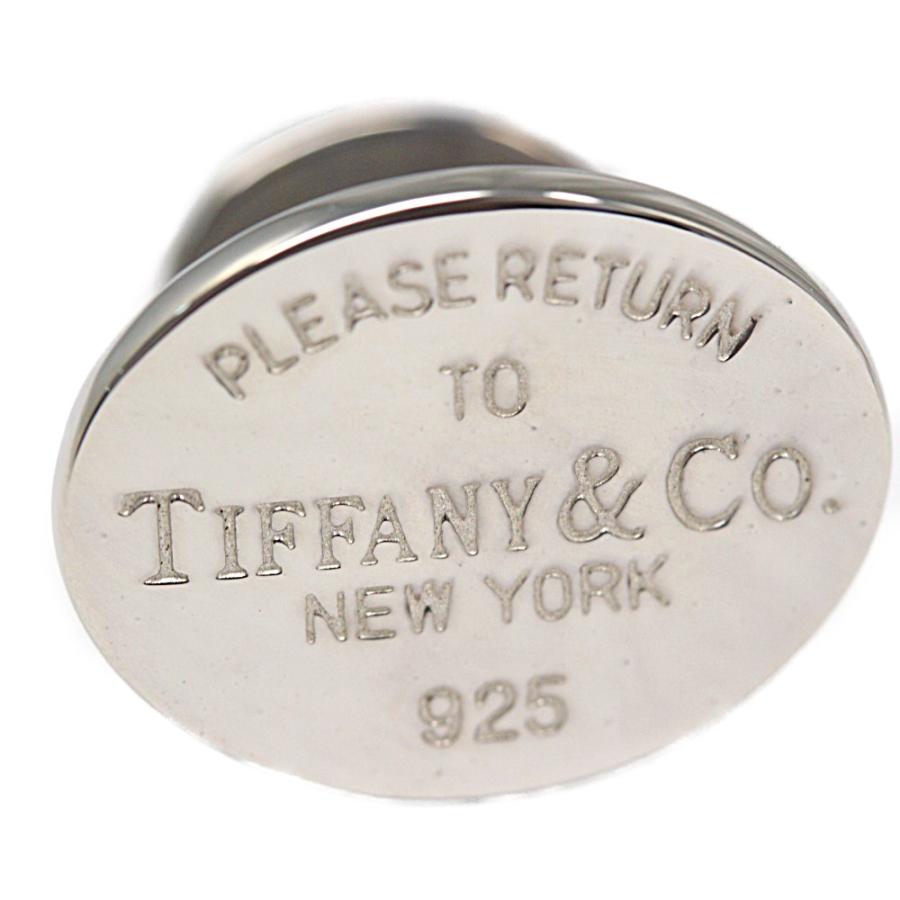 PLEASE RETURN
TO
TIFFANY & CO.
NEW YORK
925